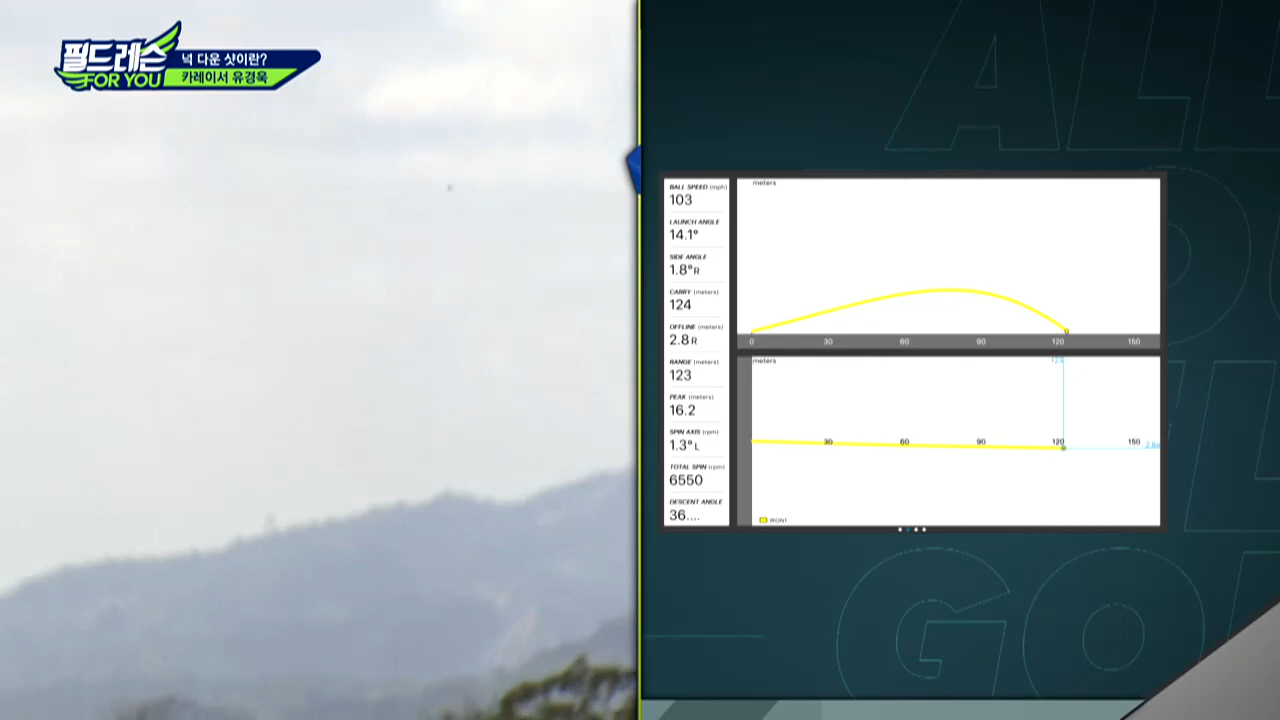 필드레슨
FOR YOU
넉 다운 샷이란?
카레이서 유경욱
BALL SPEED (mph)
103
LAUNCH ANGLE
14.1°
SIDE ANGLE
1.8° R
CARRY (meters)
124
OFFLINE (meters)
2.8 R
RANGE (meters)
123
PEAK (meters)
16.2
SPIN AXIS (rpm)
1.3° L
TOTAL SPIN (rpm)
6550
DESCENT ANGLE
36....
meters
0 30 60 90 120 150
meters
123
30 60 90 120 150
ALL
GO